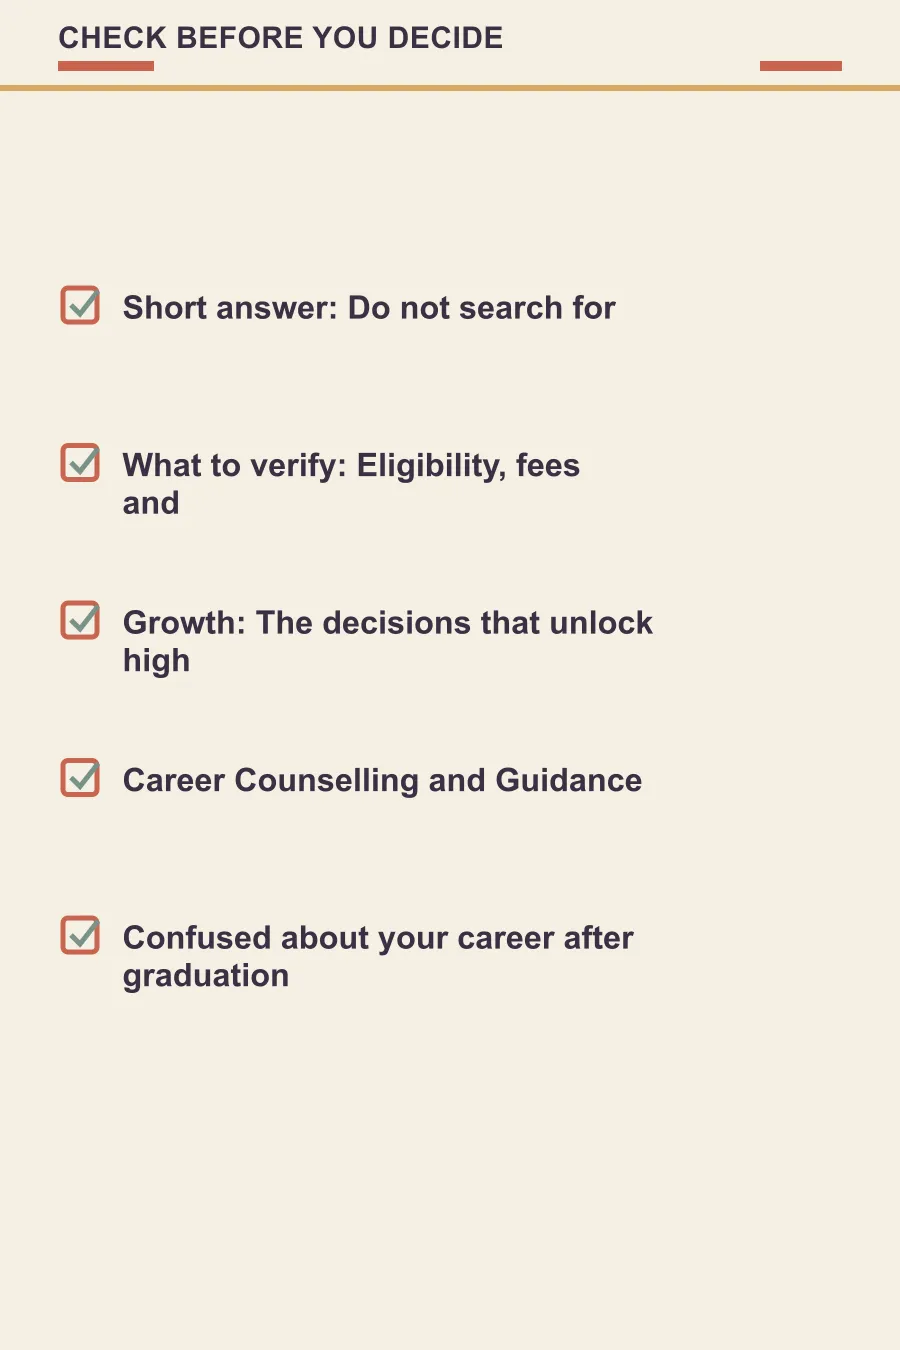 CHECK BEFORE YOU DECIDE
Short answer: Do not search for
What to verify: Eligibility, fees
and
Growth: The decisions that unlock
high
Career Counselling and Guidance
Confused about your career after
graduation